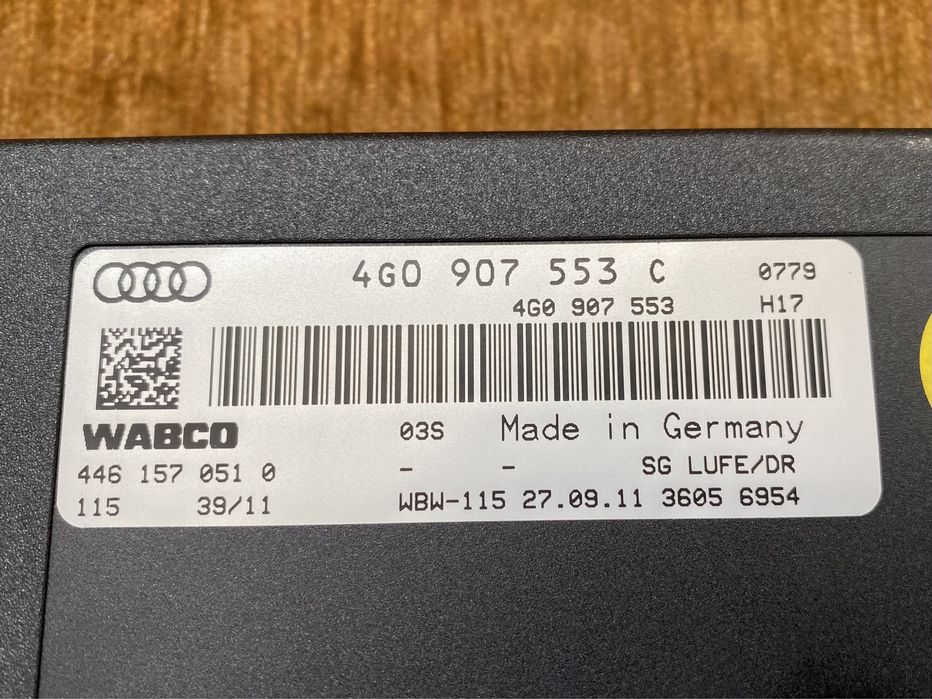 4G0 907 553 C 0779
4G0 907 553 H17
WABCO 03S Made in Germany
446 157 051 0 - - SG LUFE/DR
115 39/11 WBW-115 27.09.11 3605 6954